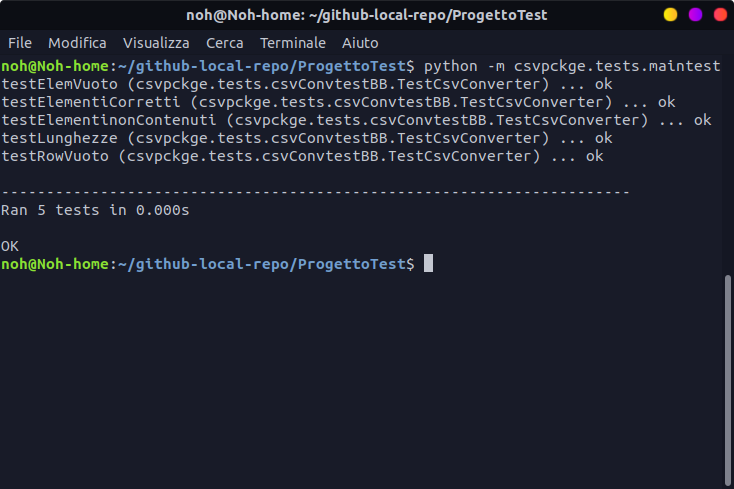 noh@Noh-home: ~/github-local-repo/ProgettoTest
File Modifica Visualizza Cerca Terminale Aiuto
noh@Noh-home:~/github-local-repo/ProgettoTest$ python -m csvpckge.tests.maintest
testElemVuoto (csvpckge.tests.csvConvtestBB.TestCsvConverter) ... ok
testElementiCorretti (csvpckge.tests.csvConvtestBB.TestCsvConverter) ... ok
testElementinonContenuti (csvpckge.tests.csvConvtestBB.TestCsvConverter) ... ok
testLunghezze (csvpckge.tests.csvConvtestBB.TestCsvConverter) ... ok
testRowVuoto (csvpckge.tests.csvConvtestBB.TestCsvConverter) ... ok
----------------------------------------------------------------------
Ran 5 tests in 0.000s
OK
noh@Noh-home:~/github-local-repo/ProgettoTest$